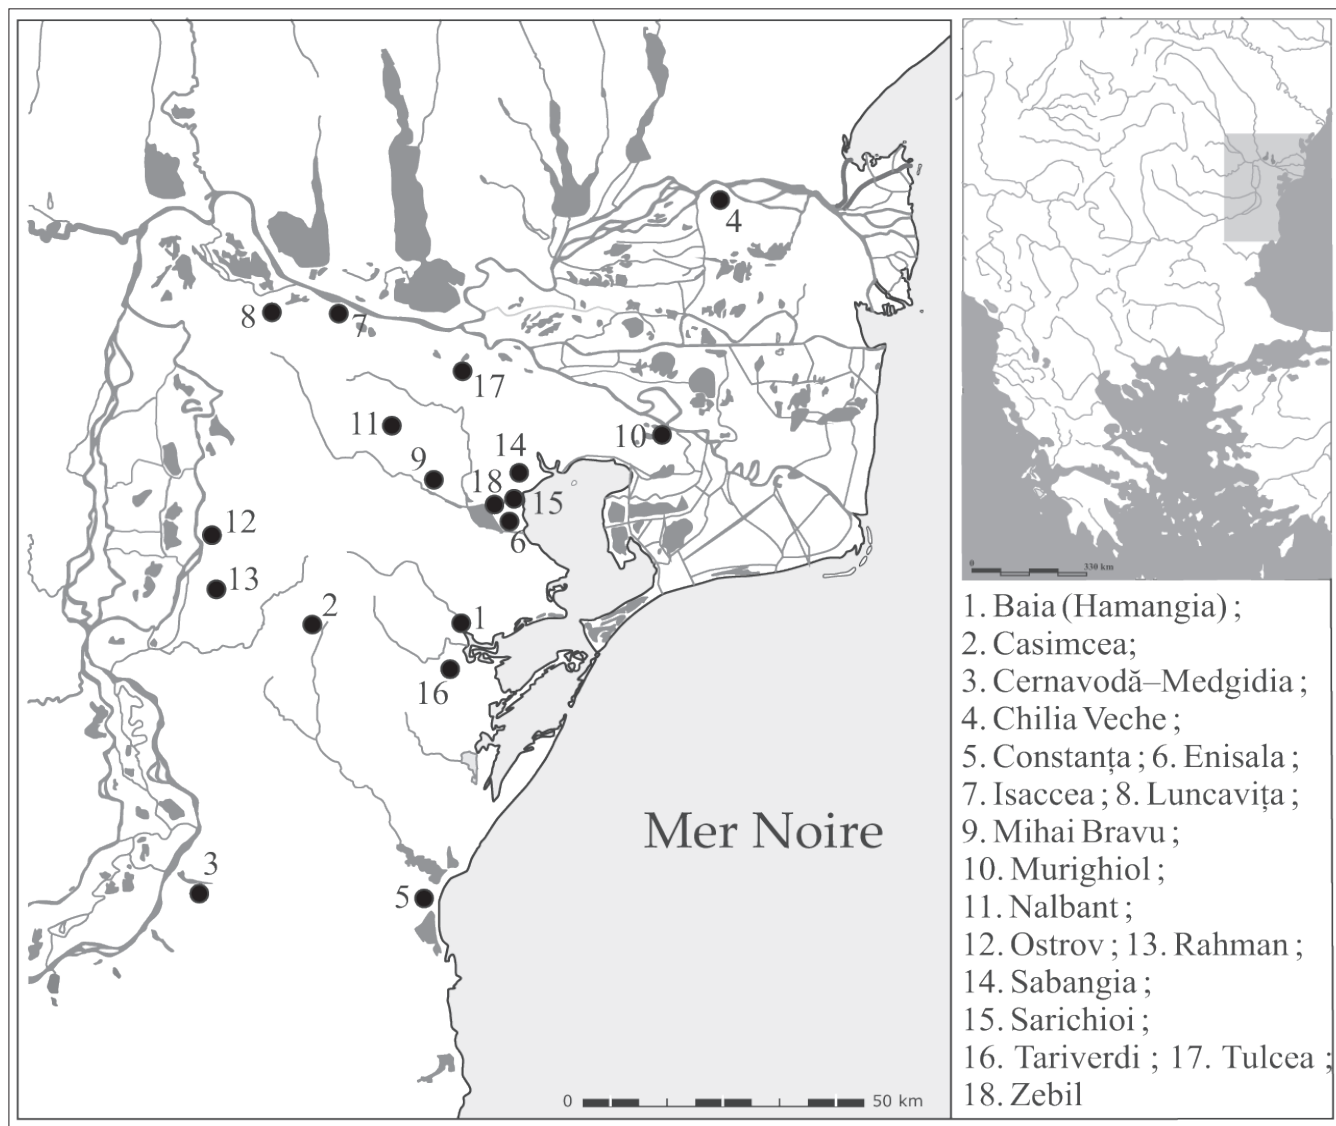 4
8
7
17
11
10
9
14
18
15
6
12
13
2
1
16
3
5
Mer Noire
0 50 km
0 330 km
1. Baia (Hamangia) ;
2. Casimcea;
3. Cernavodă–Medgidia ;
4. Chilia Veche ;
5. Constanța ; 6. Enisala ;
7. Isaccea ; 8. Luncavița ;
9. Mihai Bravu ;
10. Murighiol ;
11. Nalbant ;
12. Ostrov ; 13. Rahman ;
14. Sabangia ;
15. Sarichioi ;
16. Tariverdi ; 17. Tulcea ;
18. Zebil